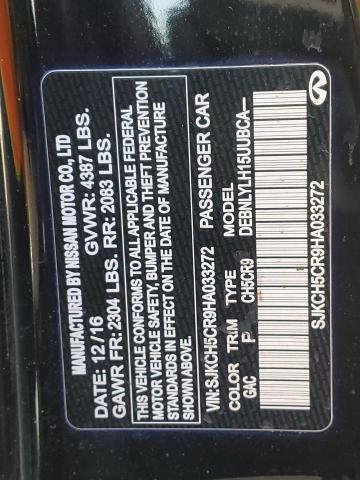 MANUFACTURED BY NISSAN MOTOR CO., LTD
DATE: 12/16 GVWR: 4387 LBS.
GAWR FR: 2304 LBS. RR: 2083 LBS.
THIS VEHICLE CONFORMS TO ALL APPLICABLE FEDERAL
MOTOR VEHICLE SAFETY, BUMPER AND THEFT PREVENTION
STANDARDS IN EFFECT ON THE DATE OF MANUFACTURE
SHOWN ABOVE.
VIN:SJKCH5CR9HA033272 PASSENGER CAR
COLOR TRIM TYPE DEBNLYLH15UUBCA—
GAC P CH5CR9
SJKCH5CR9HA033272